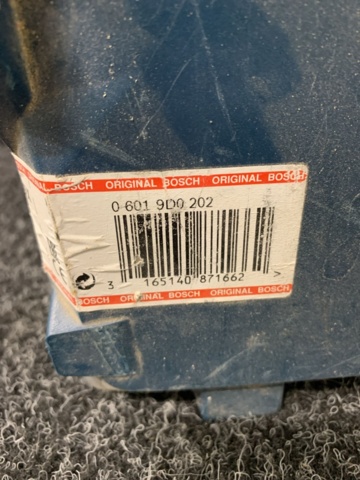 BOSCH ORIGINAL BOSCH ORIGINAL BOSCH
0 601 9D0 202
3 165140 871662 >
BOSCH ORIGINAL BOSCH ORIGINAL BOSCH